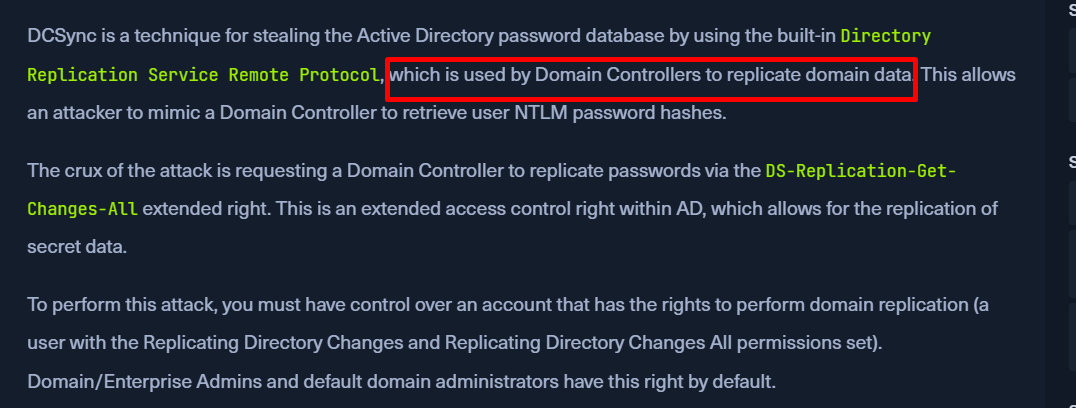 DCSync is a technique for stealing the Active Directory password database by using the built-in Directory
Replication Service Remote Protocol, which is used by Domain Controllers to replicate domain data. This allows
an attacker to mimic a Domain Controller to retrieve user NTLM password hashes.
The crux of the attack is requesting a Domain Controller to replicate passwords via the DS-Replication-Get-
Changes-All extended right. This is an extended access control right within AD, which allows for the replication of
secret data.
To perform this attack, you must have control over an account that has the rights to perform domain replication (a
user with the Replicating Directory Changes and Replicating Directory Changes All permissions set).
Domain/Enterprise Admins and default domain administrators have this right by default.